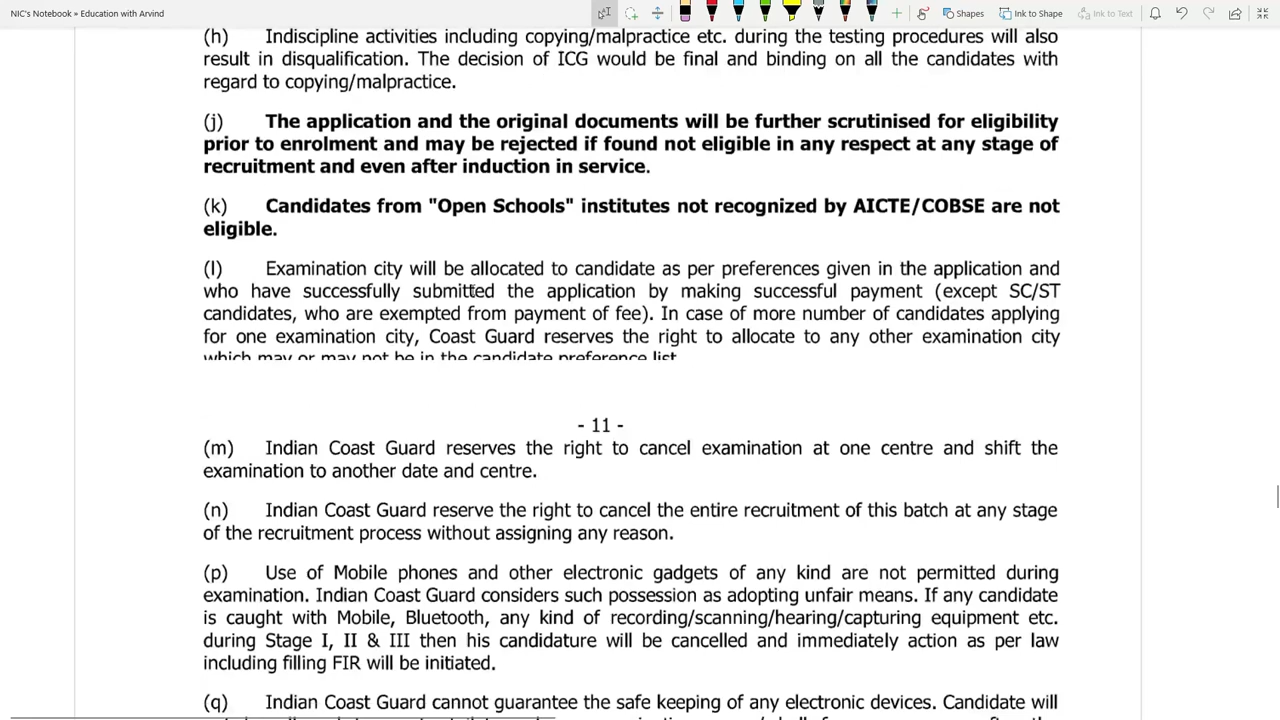 NIC's Notebook » Education with Arvind
Shapes
Ink to Shape
Ink to Text
(h) Indiscipline activities including copying/malpractice etc. during the testing procedures will also
result in disqualification. The decision of ICG would be final and binding on all the candidates with
regard to copying/malpractice.
(j) The application and the original documents will be further scrutinised for eligibility
prior to enrolment and may be rejected if found not eligible in any respect at any stage of
recruitment and even after induction in service.
(k) Candidates from "Open Schools" institutes not recognized by AICTE/COBSE are not
eligible.
(l) Examination city will be allocated to candidate as per preferences given in the application and
who have successfully submitted the application by making successful payment (except SC/ST
candidates, who are exempted from payment of fee). In case of more number of candidates applying
for one examination city, Coast Guard reserves the right to allocate to any other examination city
which may or may not be in the candidate preference list.
- 11 -
(m) Indian Coast Guard reserves the right to cancel examination at one centre and shift the
examination to another date and centre.
(n) Indian Coast Guard reserve the right to cancel the entire recruitment of this batch at any stage
of the recruitment process without assigning any reason.
(p) Use of Mobile phones and other electronic gadgets of any kind are not permitted during
examination. Indian Coast Guard considers such possession as adopting unfair means. If any candidate
is caught with Mobile, Bluetooth, any kind of recording/scanning/hearing/capturing equipment etc.
during Stage I, II & III then his candidature will be cancelled and immediately action as per law
including filling FIR will be initiated.
(q) Indian Coast Guard cannot guarantee the safe keeping of any electronic devices. Candidate will